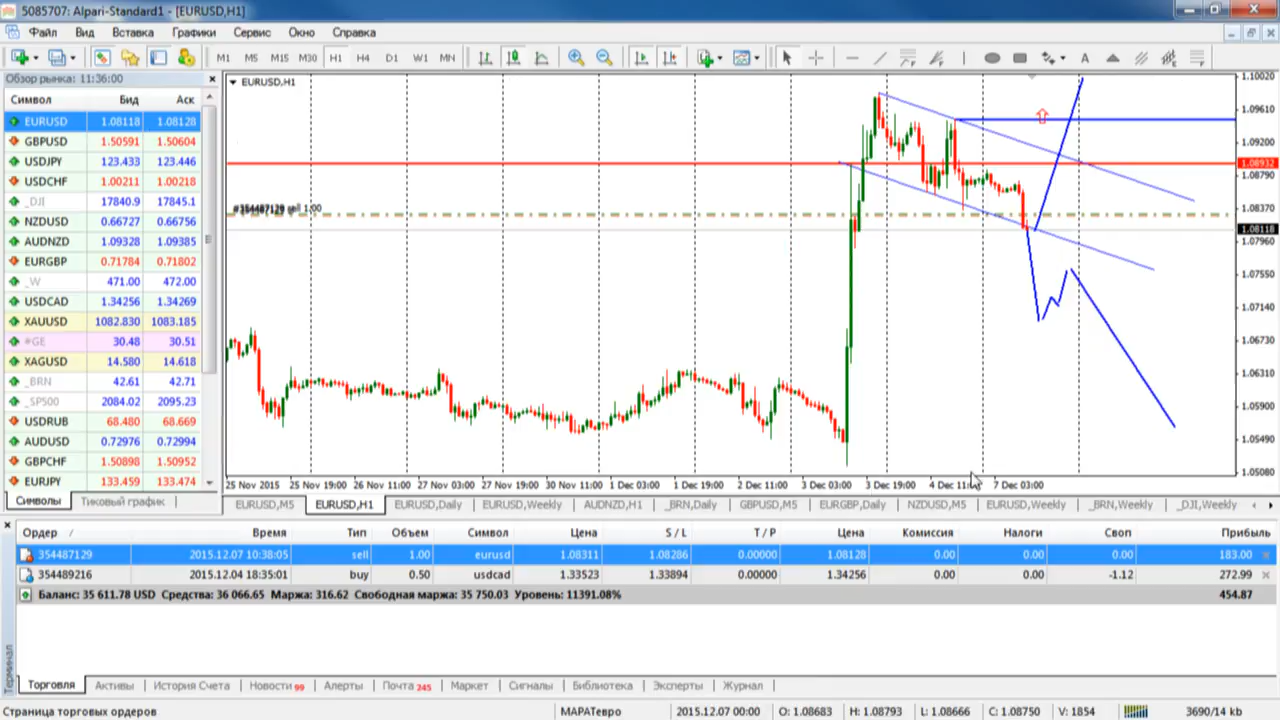 5085707: Alpari-Standard1 - [EURUSD,H1]
Файл Вид Вставка Графики Сервис Окно Справка
M1 M5 M15 M30 H1 H4 D1 W1 MN A
Обзор рынка: 11:36:00
Символ Бид Аск
EURUSD 1.08118 1.08128
GBPUSD 1.50591 1.50604
USDJPY 123.433 123.446
USDCHF 1.00211 1.00218
_DJI 17840.9 17845.1
NZDUSD 0.66727 0.66756
AUDNZD 1.09328 1.09385
EURGBP 0.71784 0.71802
_W 471.00 472.00
USDCAD 1.34256 1.34269
XAUUSD 1082.830 1083.185
#GE 30.48 30.51
XAGUSD 14.580 14.618
_BRN 42.61 42.71
_SP500 2084.02 2095.23
USDRUB 68.480 68.669
AUDUSD 0.72976 0.72994
GBPCHF 1.50898 1.50952
EURJPY 133.459 133.474
Символы Тиковый график
EURUSD,H1
#354487129 sell 1.00
1.10020
1.09610
1.09200
1.08932
1.08790
1.08370
1.08118
1.07960
1.07550
1.07140
1.06730
1.06310
1.05900
1.05490
1.05080
25 Nov 2015 25 Nov 19:00 26 Nov 11:00 27 Nov 03:00 27 Nov 19:00 30 Nov 11:00 1 Dec 03:00 1 Dec 19:00 2 Dec 11:00 3 Dec 03:00 3 Dec 19:00 4 Dec 11:00 7 Dec 03:00
EURUSD,M5 EURUSD,H1 EURUSD,Daily EURUSD,Weekly AUDNZD,H1 _BRN,Daily GBPUSD,M5 EURGBP,Daily NZDUSD,M5 EURUSD,Weekly _BRN,Weekly _DJI,Weekly
Ордер Время Тип Объем Символ Цена S / L T / P Цена Комиссия Налоги Своп Прибыль
354487129 2015.12.07 10:38:05 sell 1.00 eurusd 1.08311 1.08286 0.00000 1.08128 0.00 0.00 0.00 183.00
354489216 2015.12.04 18:35:01 buy 0.50 usdcad 1.33523 1.33894 0.00000 1.34256 0.00 0.00 -1.12 272.99
Баланс: 35 611.78 USD Средства: 36 066.65 Маржа: 316.62 Свободная маржа: 35 750.03 Уровень: 11391.08% 454.87
Терминал
Торговля Активы История Счета Новости 99 Алерты Почта 245 Маркет Сигналы Библиотека Эксперты Журнал
Страница торговых ордеров МАРАТевро 2015.12.07 00:00 O: 1.08683 H: 1.08793 L: 1.08666 C: 1.08750 V: 1854 3690/14 kb